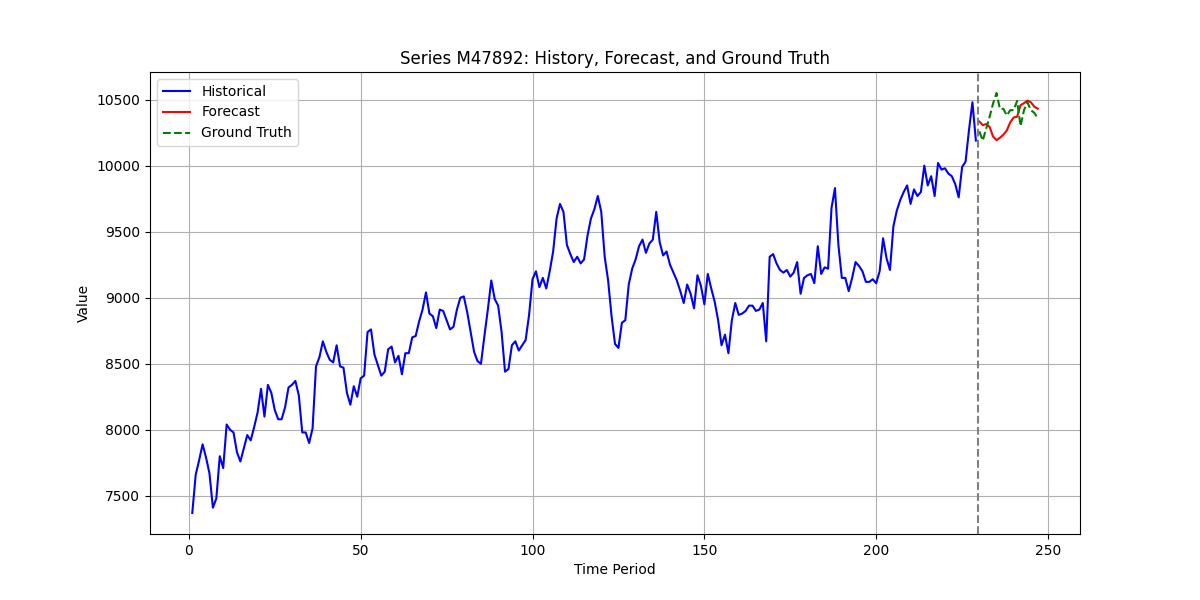 Series M47892: History, Forecast, and Ground Truth
Historical
Forecast
Ground Truth
Value
10500
10000
9500
9000
8500
8000
7500
0
50
100
150
200
250
Time Period